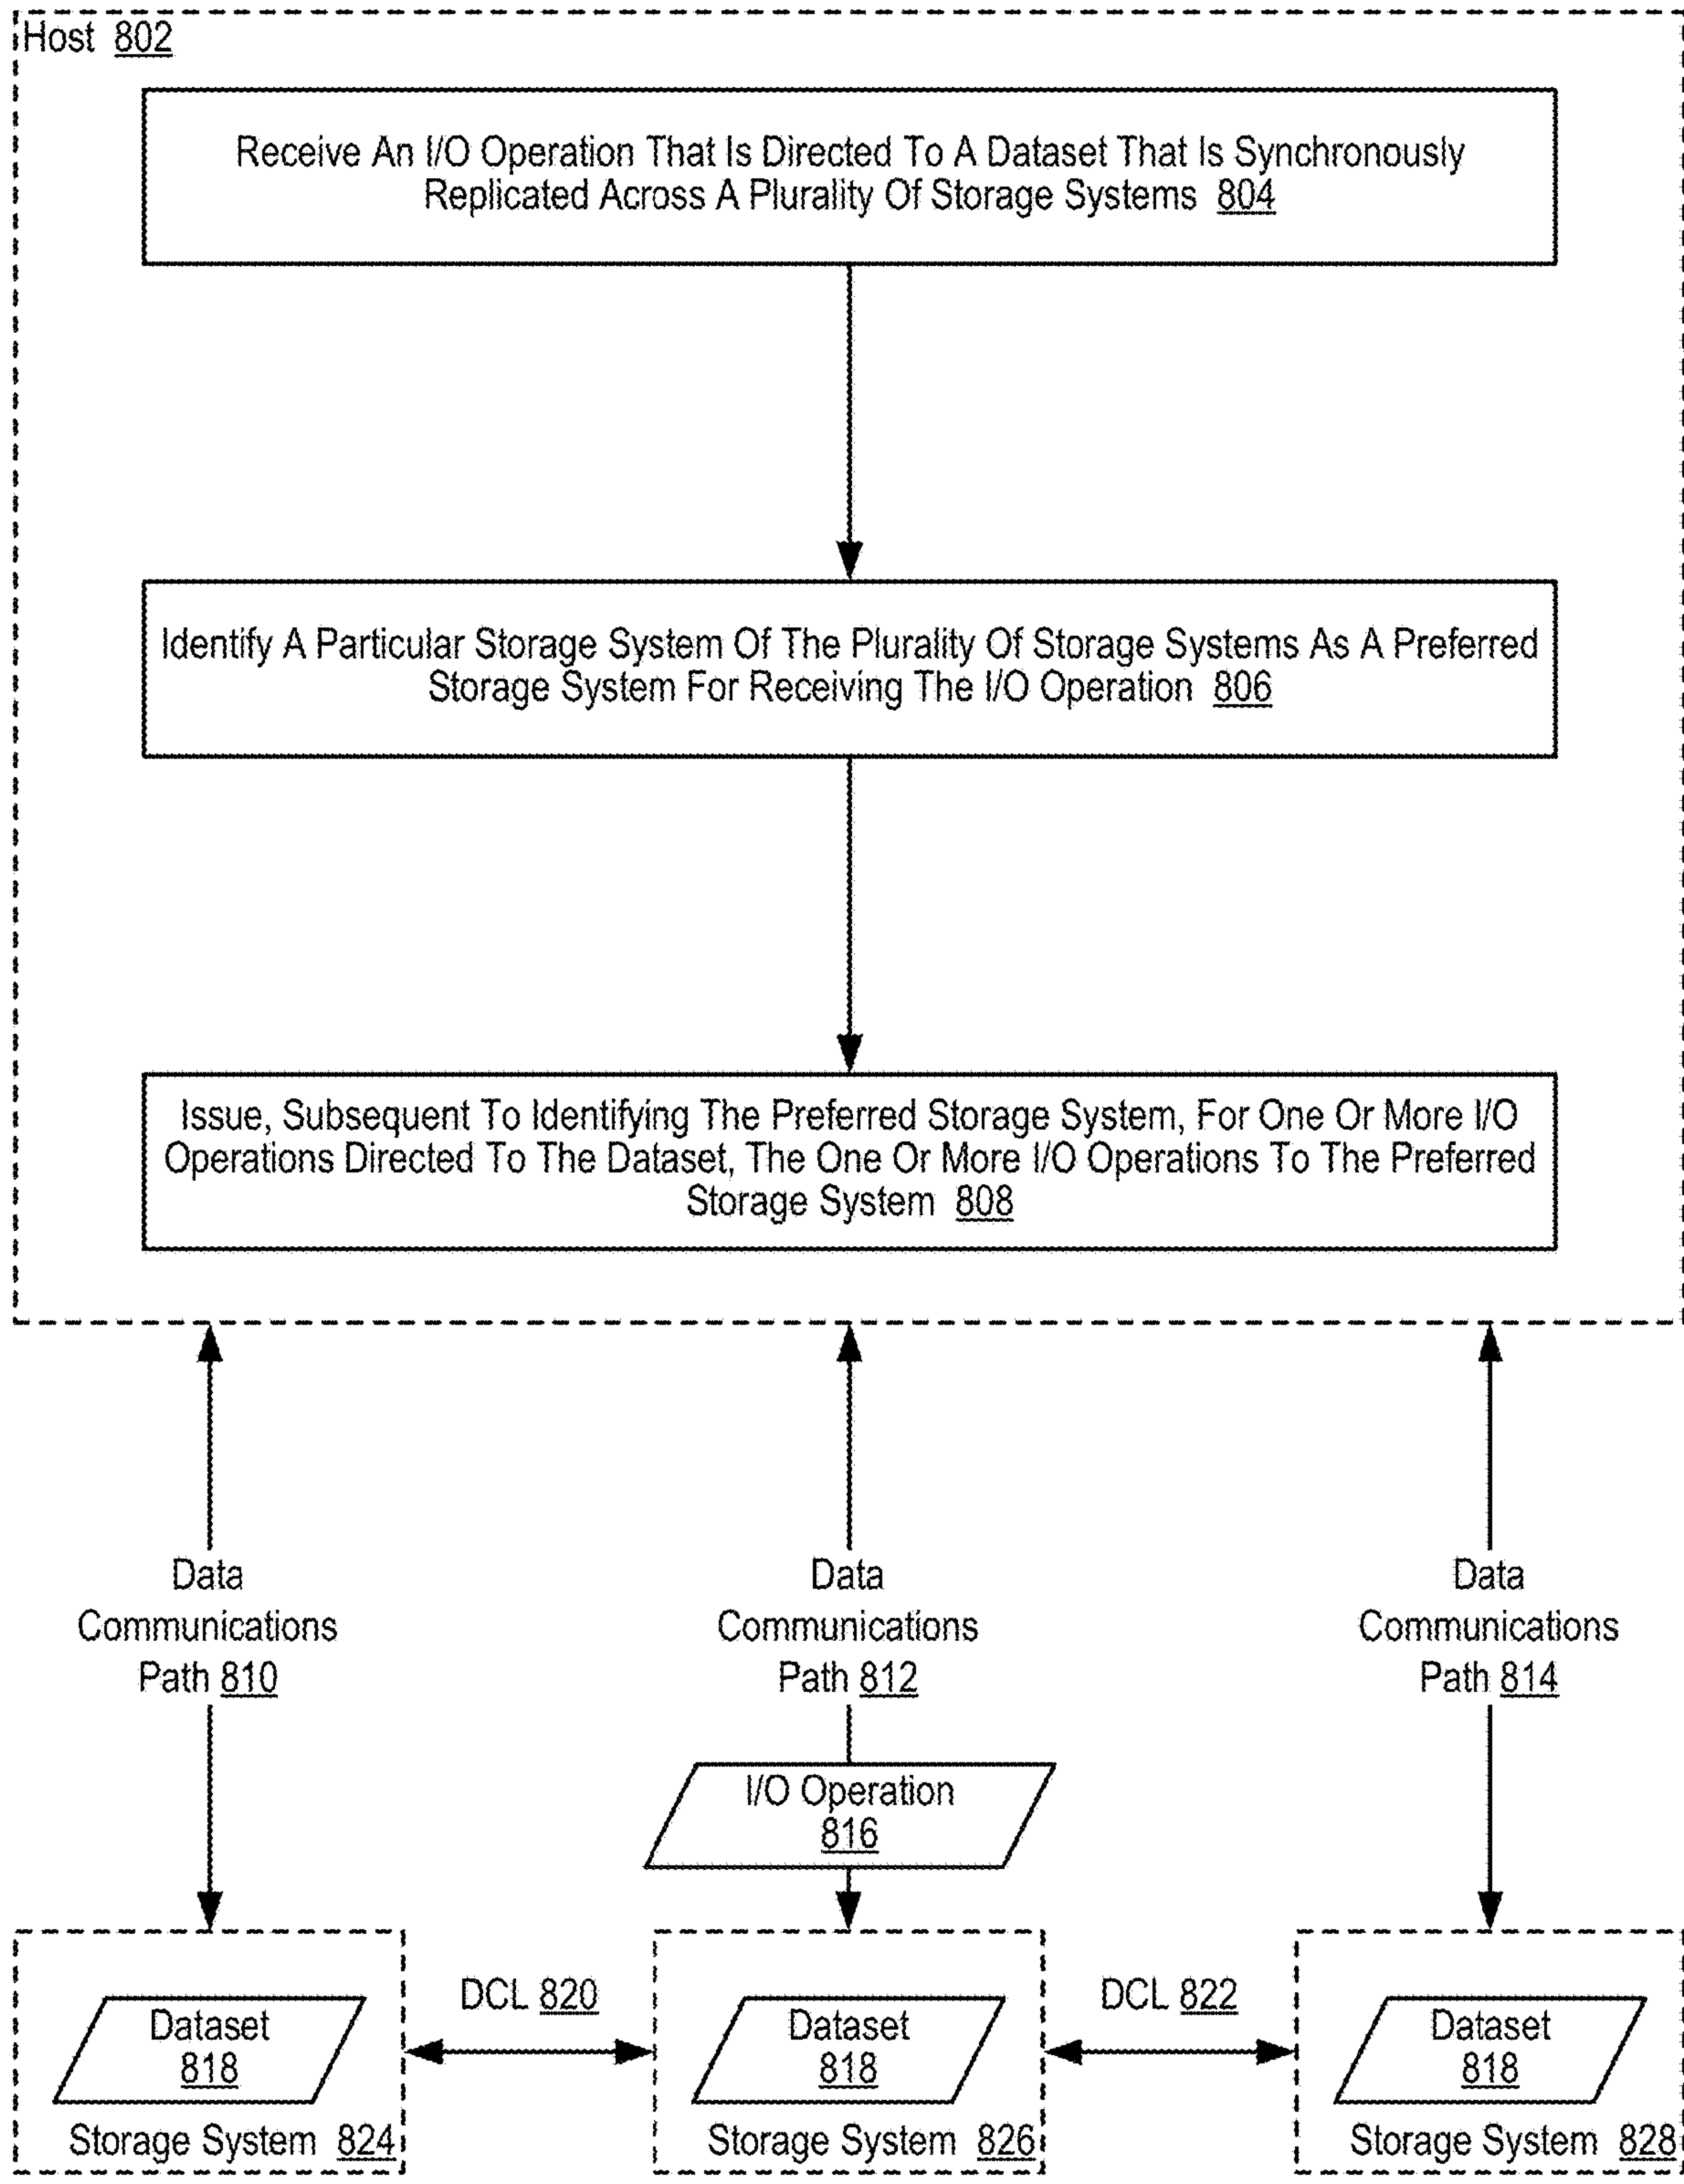 Host 802
Receive An I/O Operation That Is Directed To A Dataset That Is Synchronously
Replicated Across A Plurality Of Storage Systems 804
Identify A Particular Storage System Of The Plurality Of Storage Systems As A Preferred
Storage System For Receiving The I/O Operation 806
Issue, Subsequent To Identifying The Preferred Storage System, For One Or More I/O
Operations Directed To The Dataset, The One Or More I/O Operations To The Preferred
Storage System 808
Data
Communications
Path 810
Data
Communications
Path 812
Data
Communications
Path 814
I/O Operation
816
Dataset
818
Storage System 824
DCL 820
Dataset
818
Storage System 826
DCL 822
Dataset
818
Storage System 828